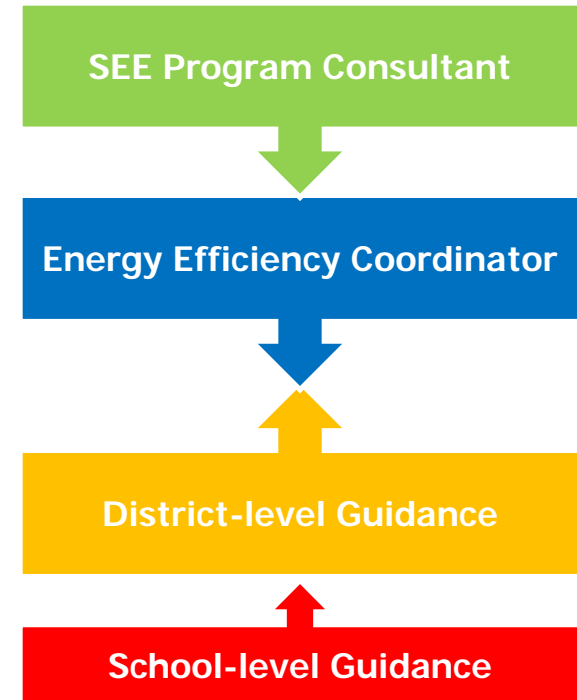 SEE Program Consultant
Energy Efficiency Coordinator
District-level Guidance
School-level Guidance